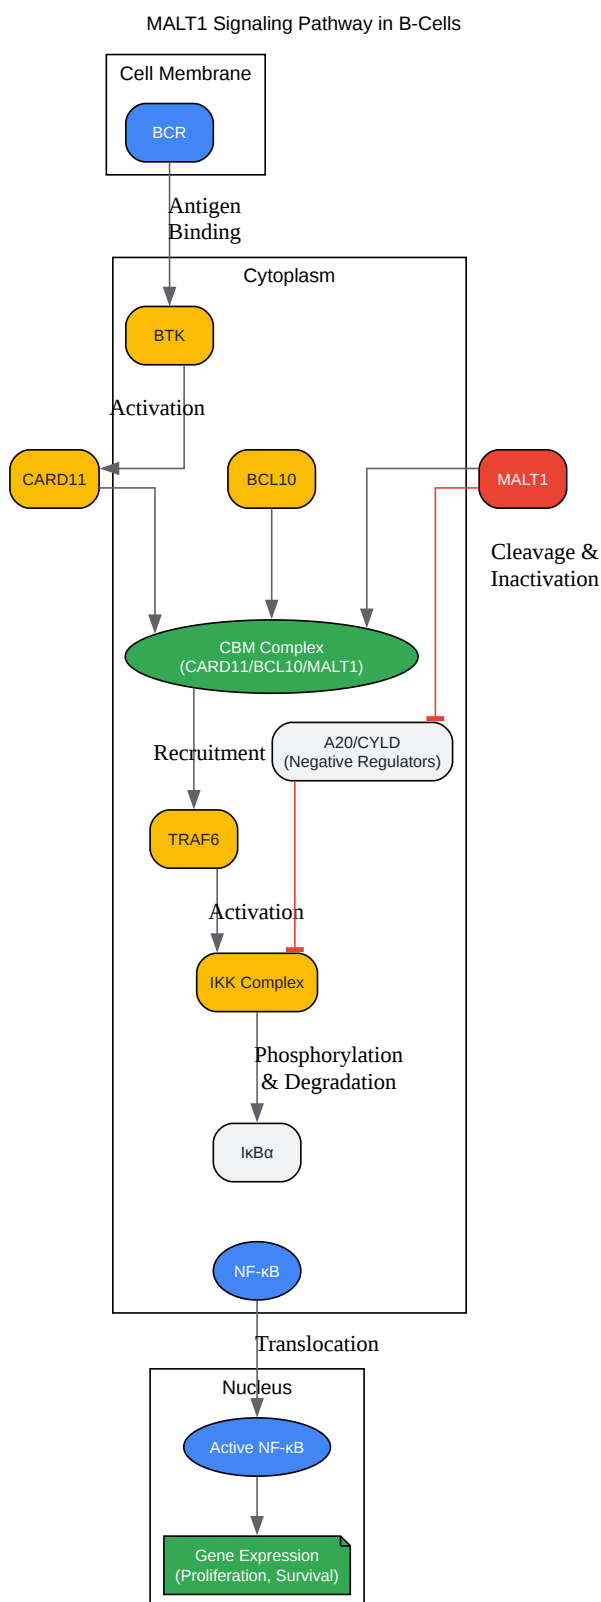 MALT1 Signaling Pathway in B-Cells
Cell Membrane
BCR
Antigen
Binding
Cytoplasm
BTK
Activation
CARD11
BCL10
MALT1
Cleavage &
Inactivation
CBM Complex
(CARD11/BCL10/MALT1)
Recruitment
A20/CYLD
(Negative Regulators)
TRAF6
Activation
IKK Complex
Phosphorylation
& Degradation
IκBα
NF-κB
Translocation
Nucleus
Active NF-κB
Gene Expression
(Proliferation, Survival)